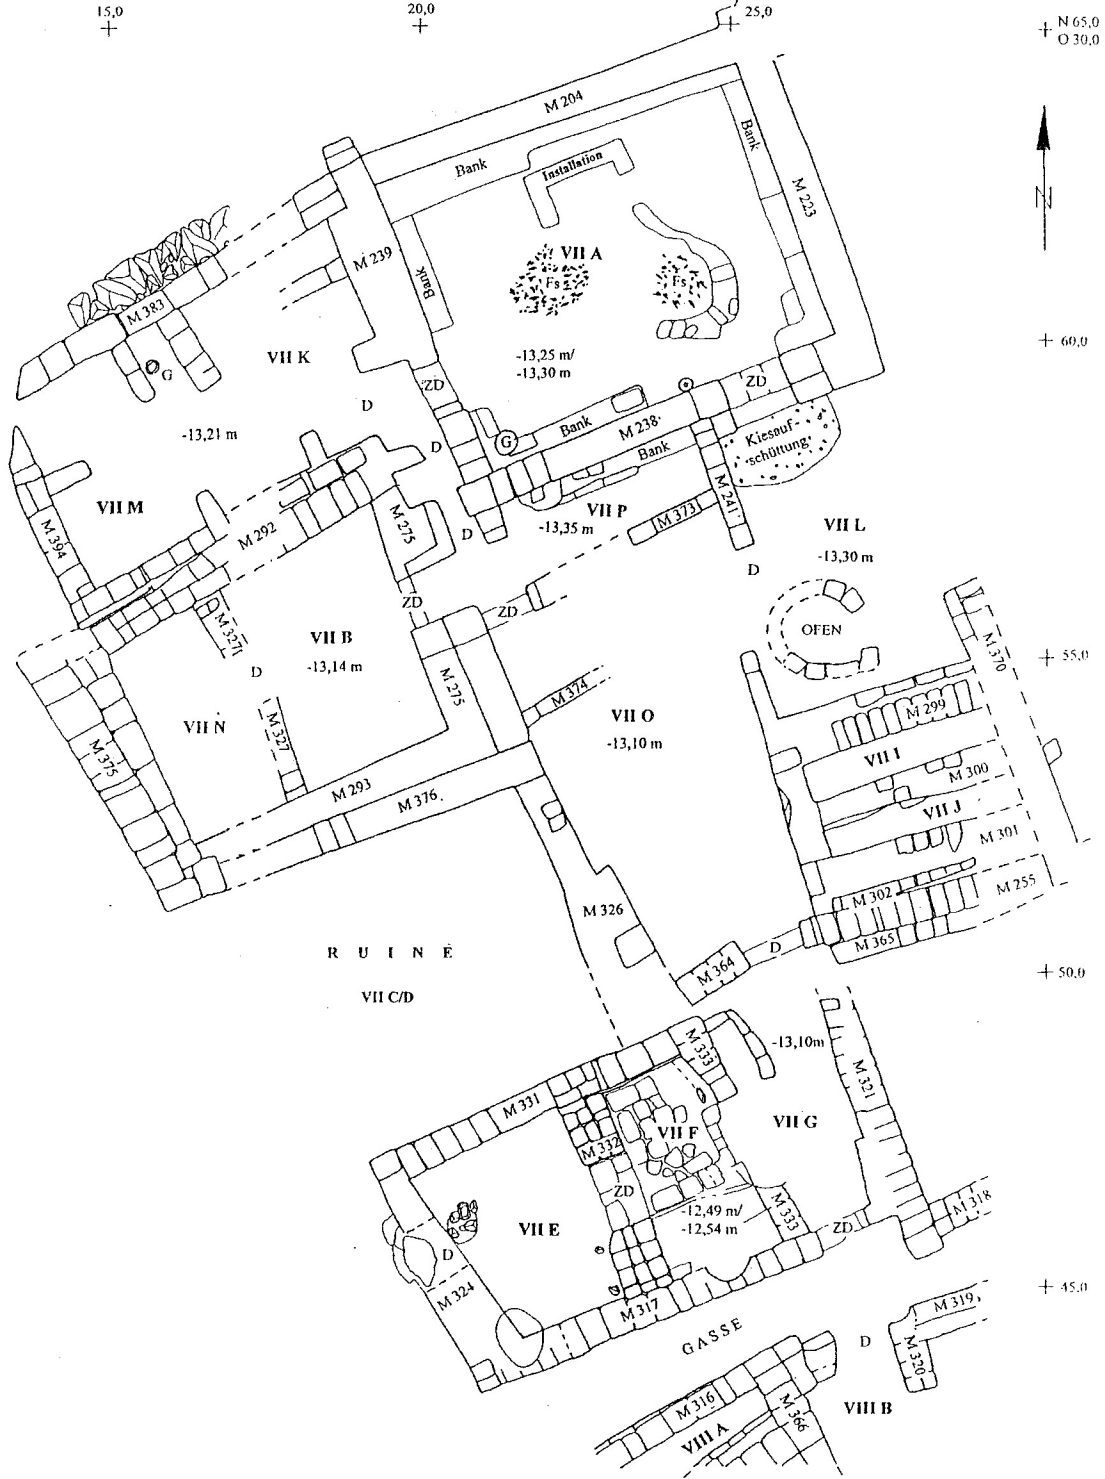 15,0
20,0
25,0
N 65,0
O 30,0
M 204
Bank
Installation
Bank
M 223
M 239
VII A
Bank
Fs
Fs
N
M 383
G
VII K
60,0
-13,25 m/
-13,30 m
ZD
ZD
D
Bank
M 238
Kiesauf-
schüttung
-13,21 m
D
G
Bank
VII M
M 241
M 394
M 292
M 275
VII P
M 373
VII L
-13,35 m
D
-13,30 m
D
ZD
ZD
M 327
VII B
OFEN
-13,14 m
D
55,0
M 370
M 275
M 374
VII N
M 327
VII O
-13,10 m
M 299
VII I
M 375
M 300
M 293
M 376
VII J
M 301
M 255
M 302
M 326
M 365
D
R U I N E
M 364
50,0
VII C/D
-13,10m
M 333
M 321
M 331
VII G
VII F
M 332
ZD
M 318
-12,49 m/
-12,54 m
M 333
ZD
VII E
D
45,0
M 324
M 317
M 319
GASSE
D
M 320
M 316
VIII B
M 366
VIII A